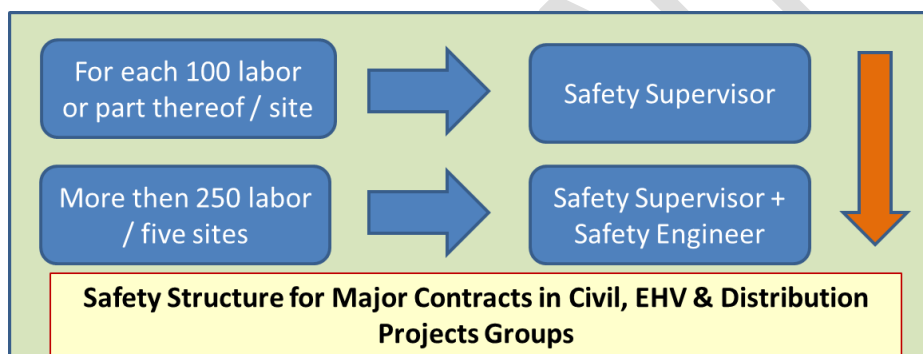 For each 100 labor
or part thereof / site
Safety Supervisor
More then 250 labor
/ five sites
Safety Supervisor +
Safety Engineer
Safety Structure for Major Contracts in Civil, EHV & Distribution
Projects Groups